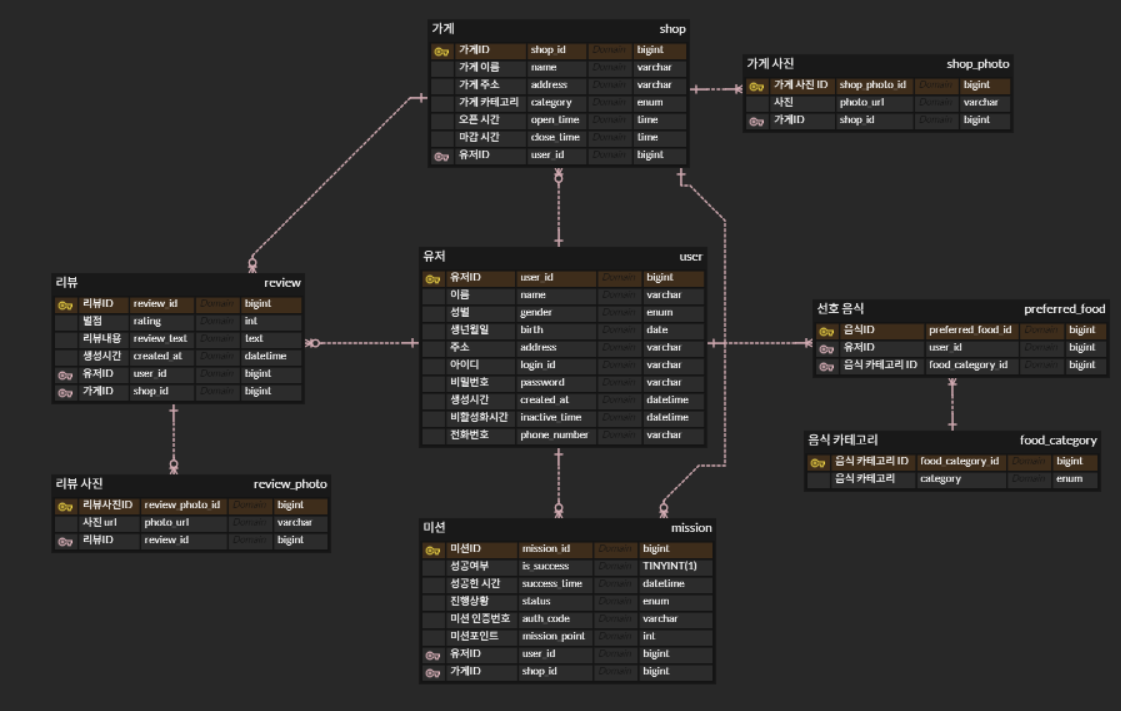 가게 shop
가게ID shop_id Domain bigint
가게 이름 name Domain varchar
가게 주소 address Domain varchar
가게 카테고리 category Domain enum
오픈 시간 open_time Domain time
마감 시간 close_time Domain time
유저ID user_id Domain bigint
가게 사진 shop_photo
가게 사진 ID shop_photo_id Domain bigint
사진 photo_url Domain varchar
가게ID shop_id Domain bigint
유저 user
유저ID user_id Domain bigint
이름 name Domain varchar
성별 gender Domain enum
생년월일 birth Domain date
주소 address Domain varchar
아이디 login_id Domain varchar
비밀번호 password Domain varchar
생성시간 created_at Domain datetime
비활성화시간 inactive_time Domain datetime
전화번호 phone_number Domain varchar
리뷰 review
리뷰ID review_id Domain bigint
별점 rating Domain int
리뷰내용 review_text Domain text
생성시간 created_at Domain datetime
유저ID user_id Domain bigint
가게ID shop_id Domain bigint
선호 음식 preferred_food
음식ID preferred_food_id Domain bigint
유저ID user_id Domain bigint
음식 카테고리 ID food_category_id Domain bigint
음식 카테고리 food_category
음식 카테고리 ID food_category_id Domain bigint
음식 카테고리 category Domain enum
리뷰 사진 review_photo
리뷰사진ID review_photo_id Domain bigint
사진 url photo_url Domain varchar
리뷰ID review_id Domain bigint
미션 mission
미션ID mission_id Domain bigint
성공여부 is_success Domain TINYINT(1)
성공한 시간 success_time Domain datetime
진행상황 status Domain enum
미션 인증번호 auth_code Domain varchar
미션포인트 mission_point Domain int
유저ID user_id Domain bigint
가게ID shop_id Domain bigint